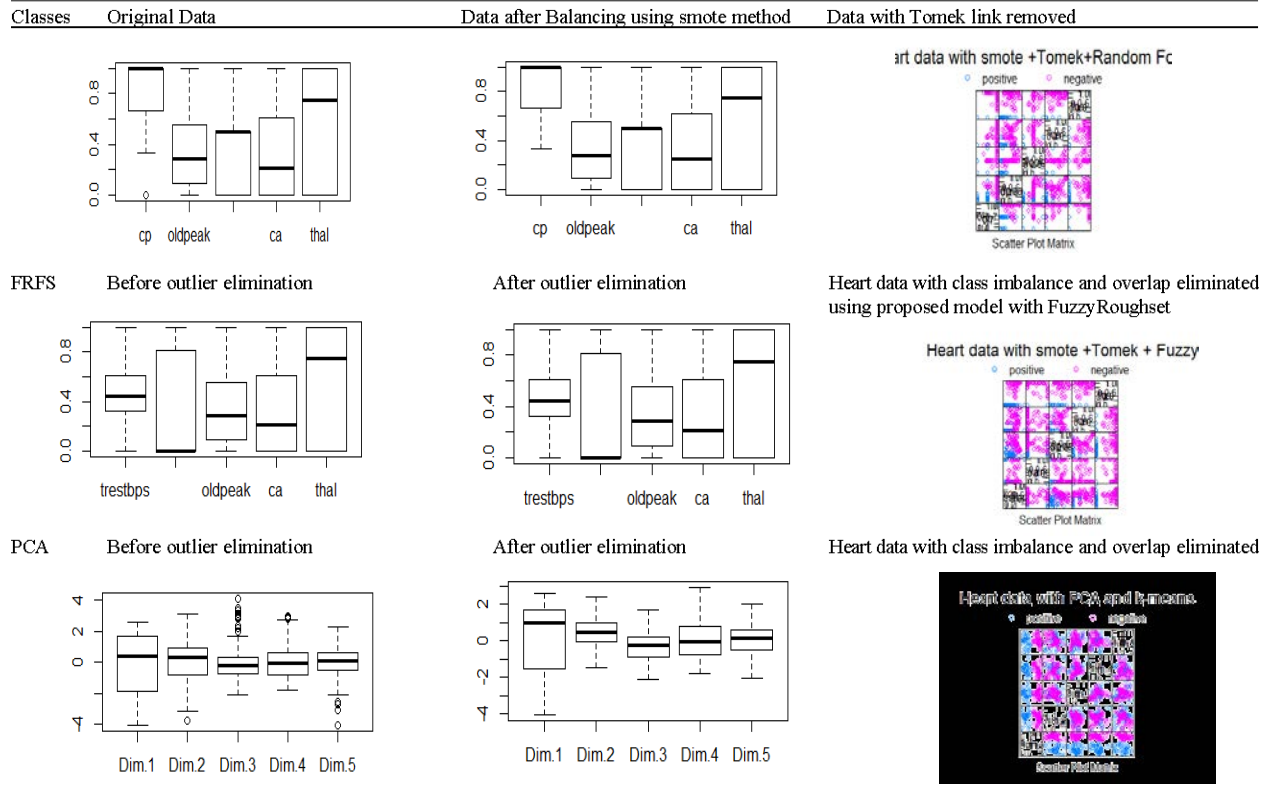 Classes Original Data Data after Balancing using smote method Data with Tomek link removed
0.0 0.4 0.8
cp oldpeak ca thal
0.0 0.4 0.8
cp oldpeak ca thal
art data with smote +Tomek+Random Fo
positive negative
Scatter Plot Matrix
FRFS Before outlier elimination After outlier elimination Heart data with class imbalance and overlap eliminated
using proposed model with FuzzyRoughset
0.0 0.4 0.8
trestbps oldpeak ca thal
0.0 0.4 0.8
trestbps oldpeak ca thal
Heart data with smote +Tomek + Fuzzy
positive negative
Scatter Plot Matrix
PCA Before outlier elimination After outlier elimination Heart data with class imbalance and overlap eliminated
4
2
0
-4
Dim.1 Dim.2 Dim.3 Dim.4 Dim.5
2
0
-2
-4
Dim.1 Dim.2 Dim.3 Dim.4 Dim.5
Heart data with PCA and k-means
positive negative
Scatter Plot Matrix